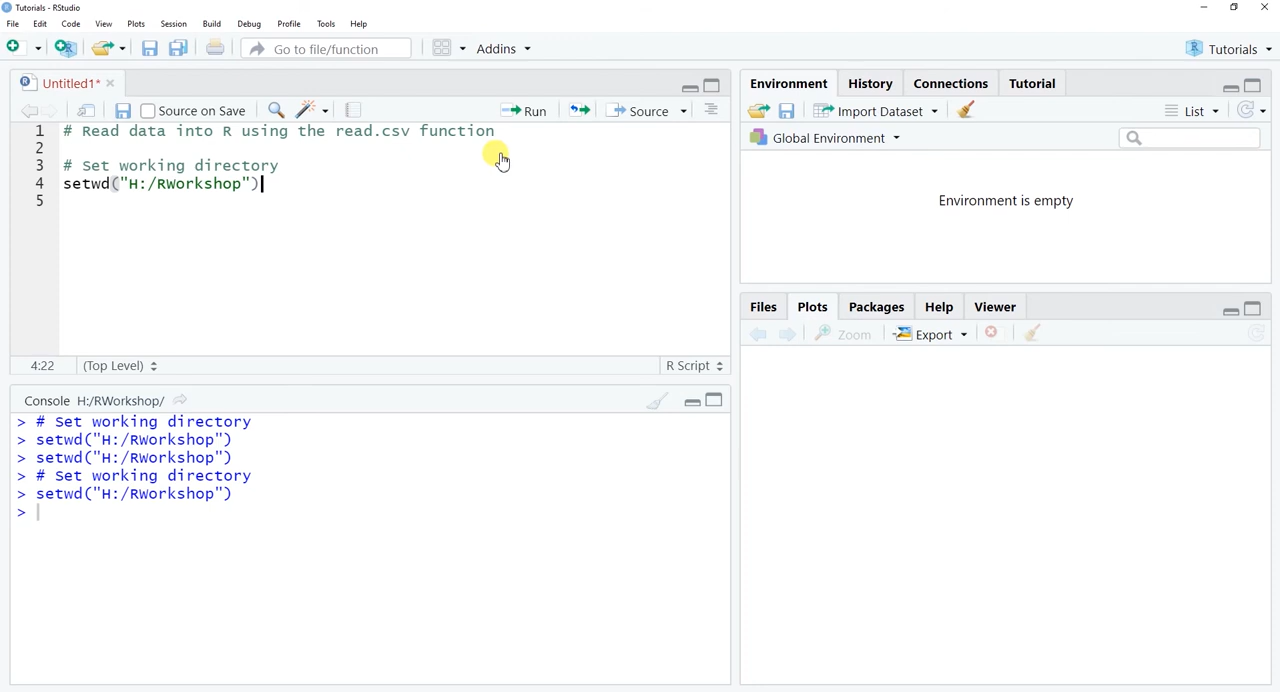 Tutorials - RStudio
File Edit Code View Plots Session Build Debug Profile Tools Help
Go to file/function Addins Tutorials
Untitled1*
Source on Save Run Source
1 # Read data into R using the read.csv function
2
3 # Set working directory
4 setwd("H:/RWorkshop")
5
4:22 (Top Level) R Script
Console H:/RWorkshop/
> # Set working directory
> setwd("H:/RWorkshop")
> setwd("H:/RWorkshop")
> # Set working directory
> setwd("H:/RWorkshop")
>
Environment History Connections Tutorial
Import Dataset List
Global Environment
Environment is empty
Files Plots Packages Help Viewer
Zoom Export